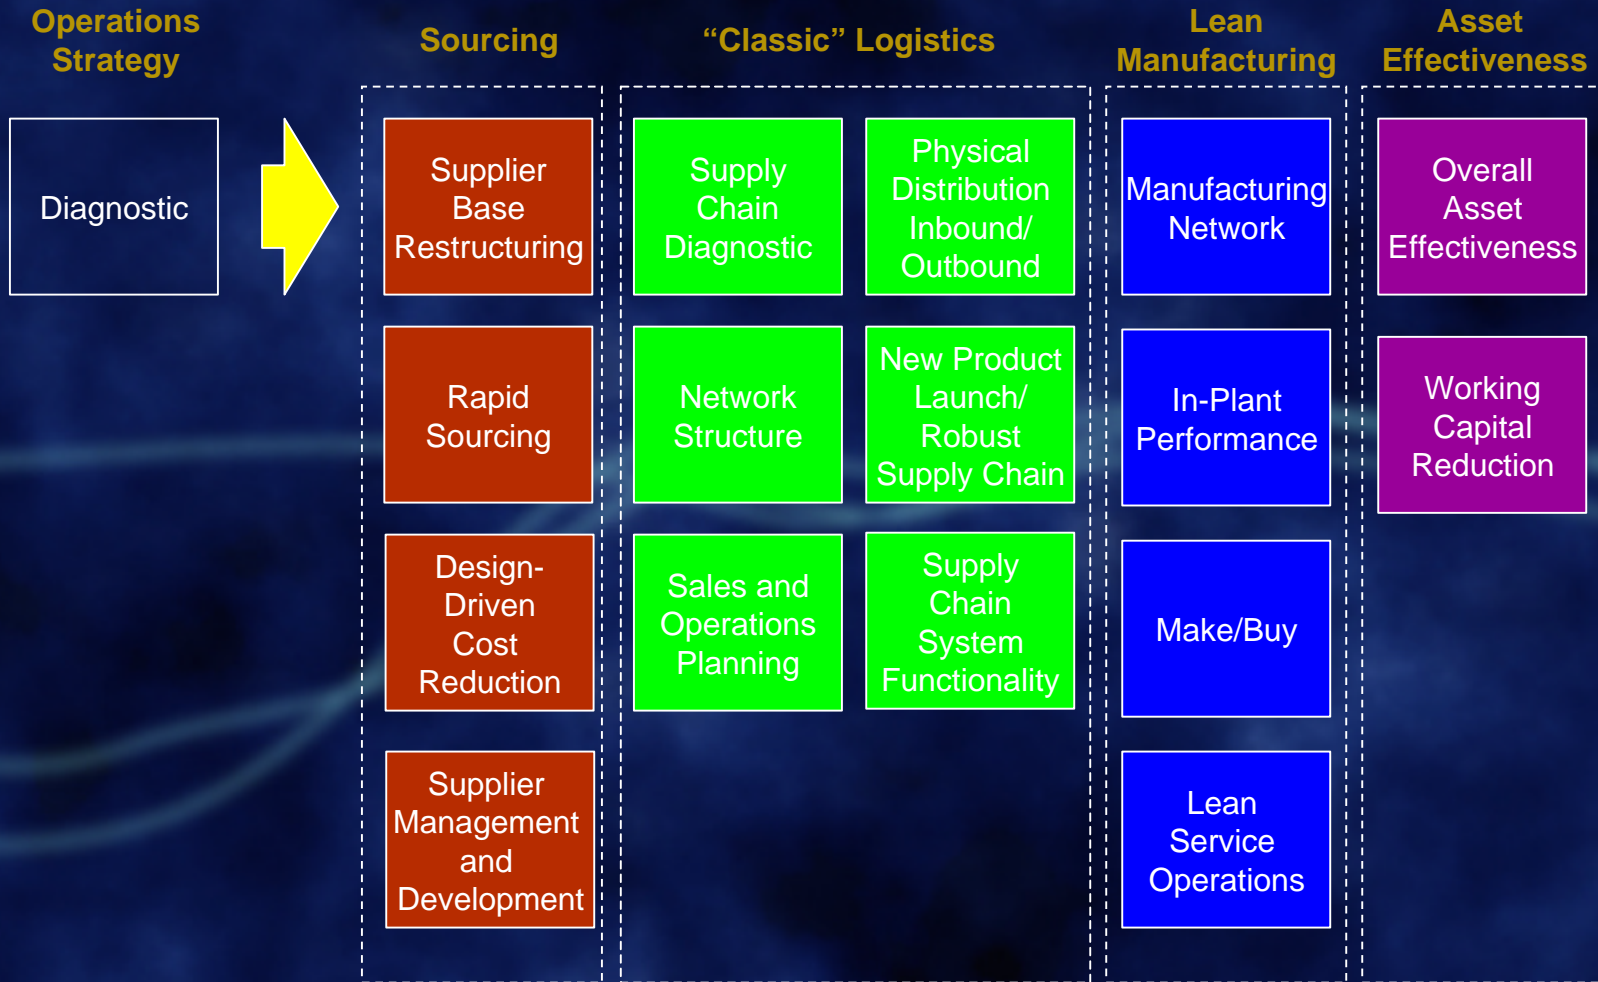 Operations
Strategy
Sourcing
“Classic” Logistics
Lean
Manufacturing
Asset
Effectiveness
Diagnostic
Supplier
Base
Restructuring
Supply
Chain
Diagnostic
Physical
Distribution
Inbound/
Outbound
Manufacturing
Network
Overall
Asset
Effectiveness
Rapid
Sourcing
Network
Structure
New Product
Launch/
Robust
Supply Chain
In-Plant
Performance
Working
Capital
Reduction
Design-
Driven
Cost
Reduction
Sales and
Operations
Planning
Supply
Chain
System
Functionality
Make/Buy
Supplier
Management
and
Development
Lean
Service
Operations